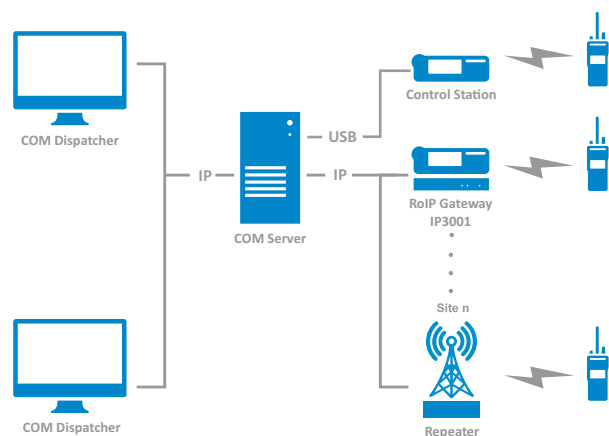 COM Dispatcher
IP
COM Server
USB
IP
Control Station
RoIP Gateway
IP3001
Site n
COM Dispatcher
Repeater